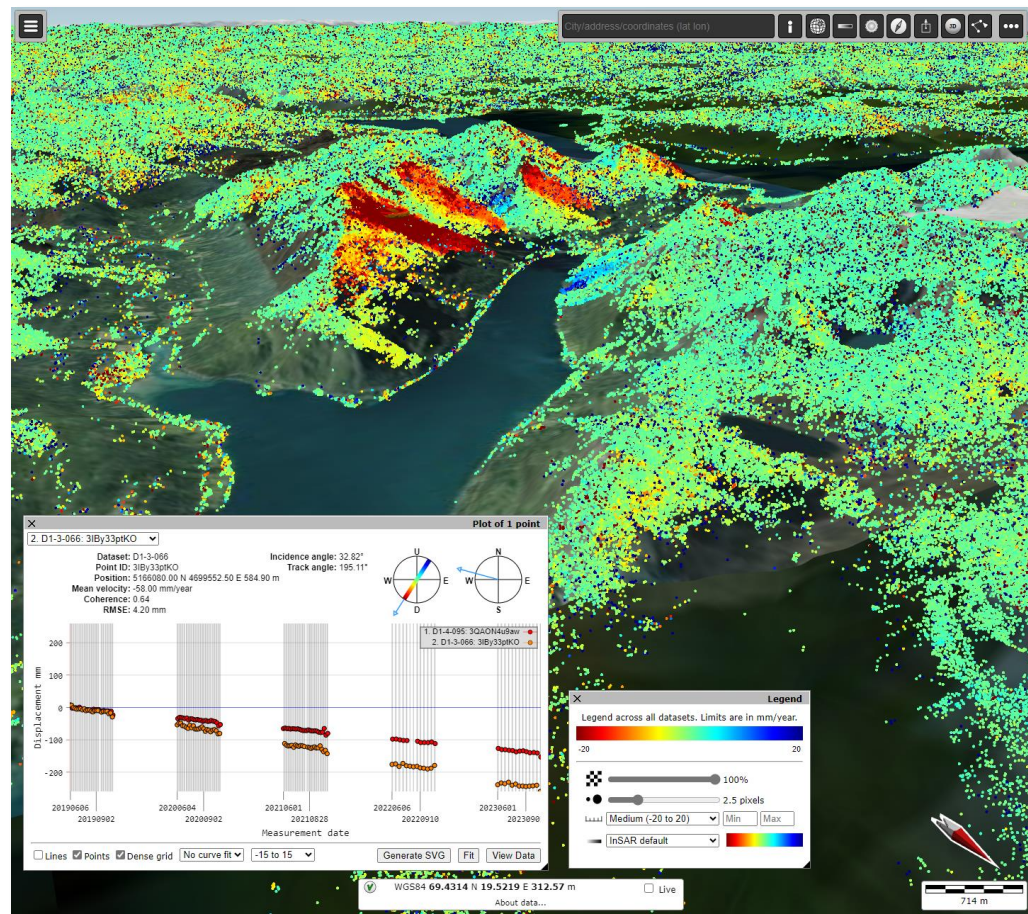 City/address/coordinates (lat lon)
3D
Plot of 1 point
2. D1-3-066: 3IBy33ptKO
Dataset: D1-3-066
Point ID: 3IBy33ptKO
Position: 5166080.00 N 4699552.50 E 584.90 m
Mean velocity: -58.00 mm/year
Coherence: 0.64
RMSE: 4.20 mm
Incidence angle: 32.82°
Track angle: 195.11°
U
W E
D
N
W E
S
1. D1-4-095: 3QAON4u9aw
2. D1-3-066: 3IBy33ptKO
Displacement mm
200
100
0
-100
-200
20190606 20200604 20210601 20220606 20230601
20190902 20200902 20210828 20220910 20230900
Measurement date
Lines Points Dense grid No curve fit -15 to 15 Generate SVG Fit View Data
Legend
Legend across all datasets. Limits are in mm/year.
-20 20
100%
2.5 pixels
Medium (-20 to 20) Min Max
InSAR default
WGS84 69.4314 N 19.5219 E 312.57 m Live
About data...
714 m